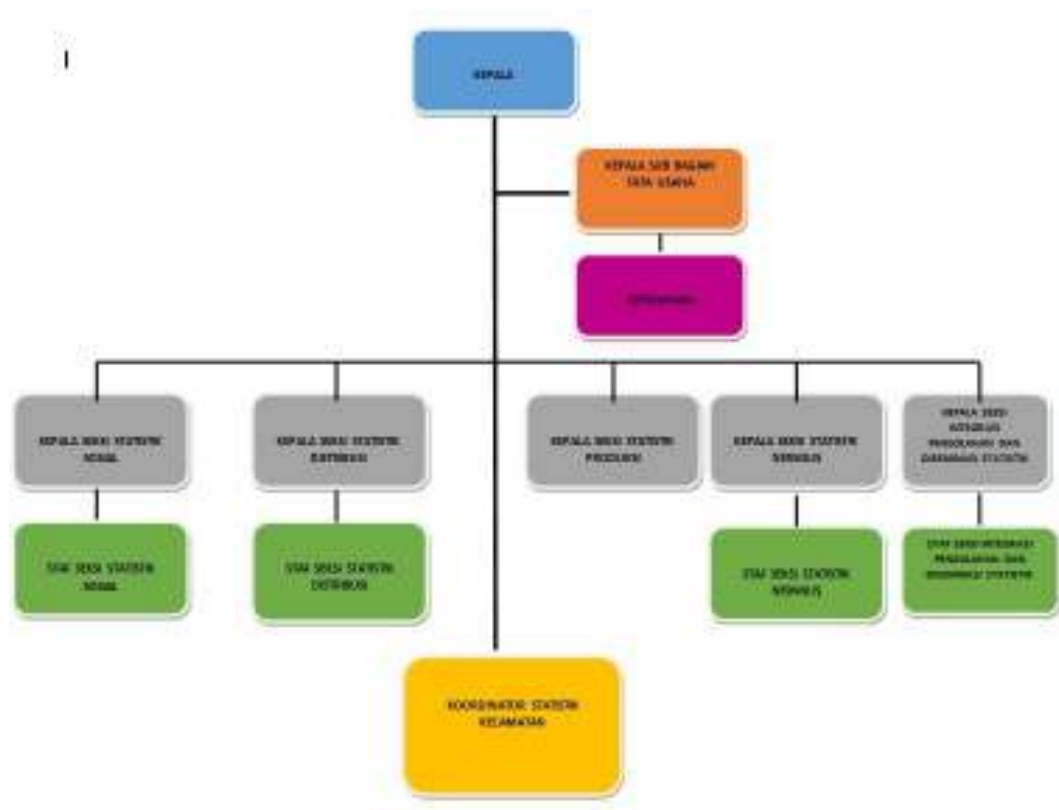 KEPALA
KEPALA SUB BAGIAN
TATA USAHA
KEPALA SEKSI STATISTIK
SOSIAL
KEPALA SEKSI STATISTIK
DISTRIBUSI
KEPALA SEKSI STATISTIK
PRODUKSI
KEPALA SEKSI STATISTIK
NERWILIS
KEPALA SEKSI
INTEGRASI
PENGOLAHAN DAN
DISEMINASI STATISTIK
STAF SEKSI STATISTIK
SOSIAL
STAF SEKSI STATISTIK
DISTRIBUSI
STAF SEKSI STATISTIK
NERWILIS
STAF SEKSI INTEGRASI
PENGOLAHAN DAN
DISEMINASI STATISTIK
KOORDINATOR STATISTIK
KECAMATAN